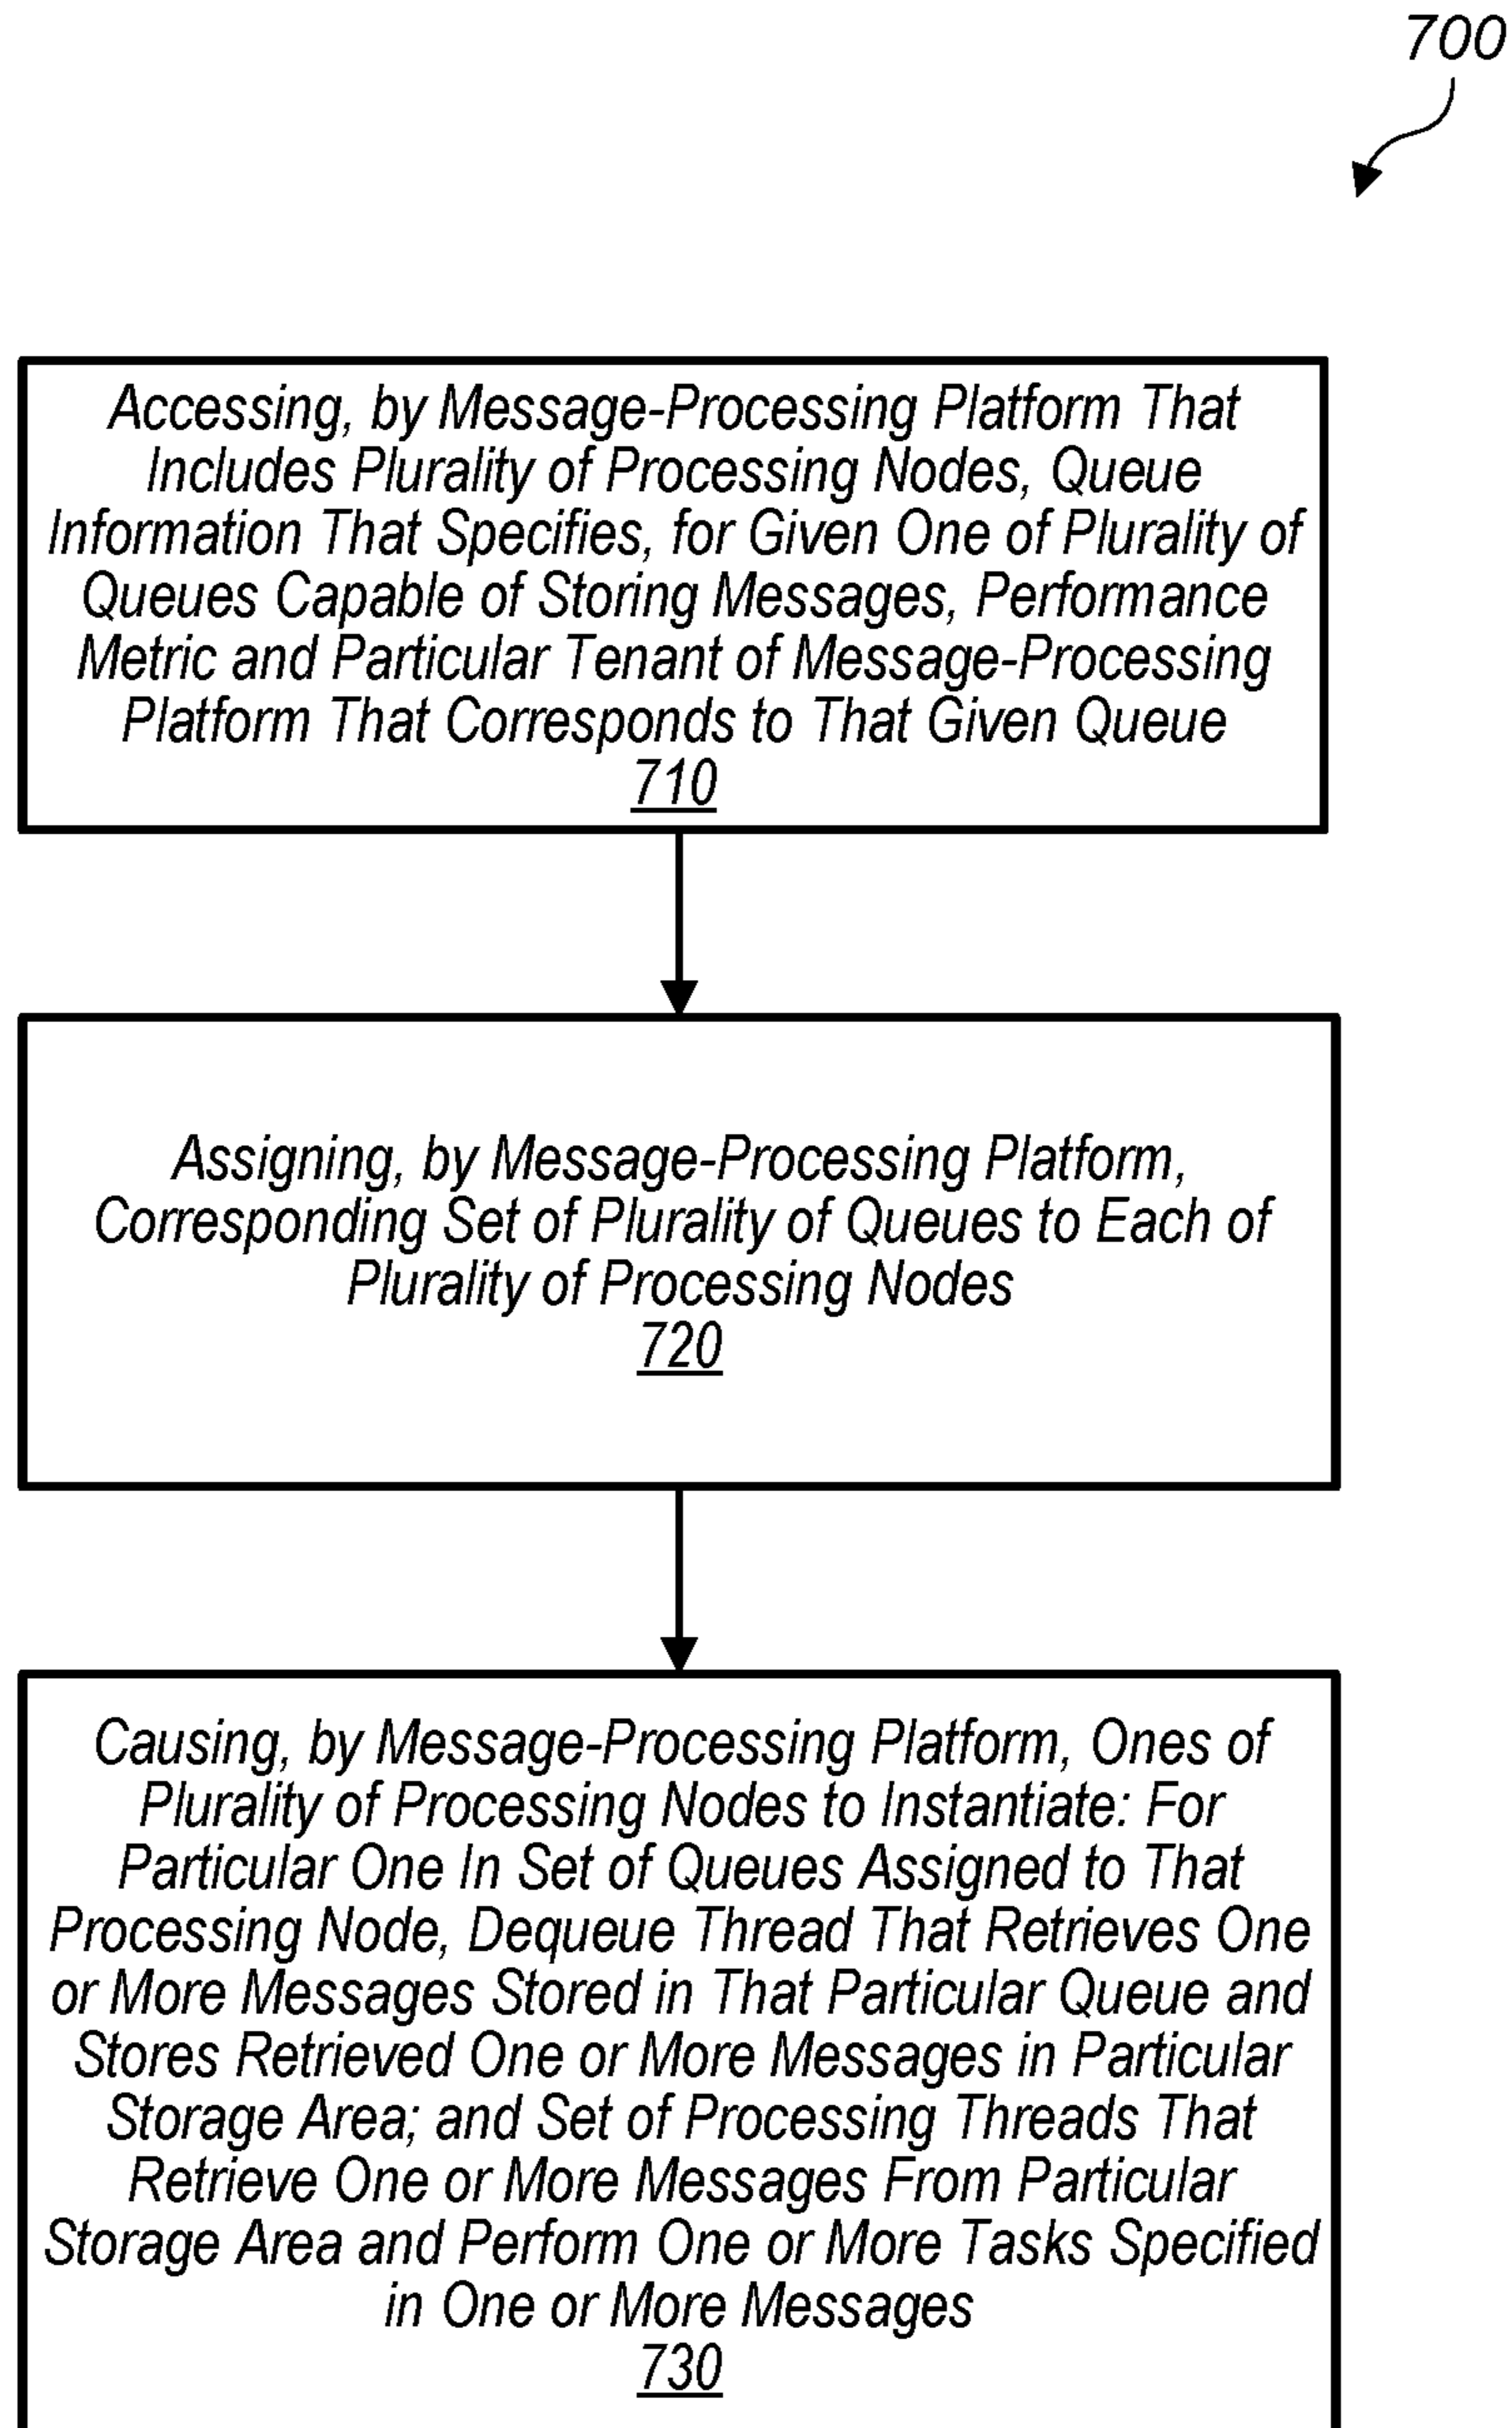 700
Accessing, by Message-Processing Platform That
Includes Plurality of Processing Nodes, Queue
Information That Specifies, for Given One of Plurality of
Queues Capable of Storing Messages, Performance
Metric and Particular Tenant of Message-Processing
Platform That Corresponds to That Given Queue
710
Assigning, by Message-Processing Platform,
Corresponding Set of Plurality of Queues to Each of
Plurality of Processing Nodes
720
Causing, by Message-Processing Platform, Ones of
Plurality of Processing Nodes to Instantiate: For
Particular One In Set of Queues Assigned to That
Processing Node, Dequeue Thread That Retrieves One
or More Messages Stored in That Particular Queue and
Stores Retrieved One or More Messages in Particular
Storage Area; and Set of Processing Threads That
Retrieve One or More Messages From Particular
Storage Area and Perform One or More Tasks Specified
in One or More Messages
730